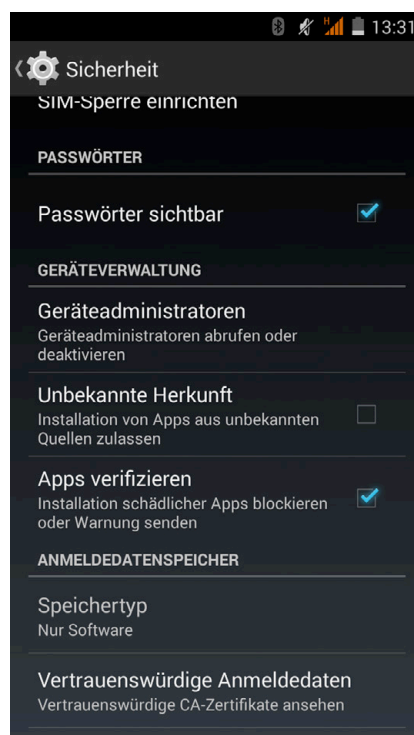 H 13:31
Sicherheit
SIM-Sperre einrichten
PASSWÖRTER
Passwörter sichtbar
GERÄTEVERWALTUNG
Geräteadministratoren
Geräteadministratoren abrufen oder
deaktivieren
Unbekannte Herkunft
Installation von Apps aus unbekannten
Quellen zulassen
Apps verifizieren
Installation schädlicher Apps blockieren
oder Warnung senden
ANMELDEDATENSPEICHER
Speichertyp
Nur Software
Vertrauenswürdige Anmeldedaten
Vertrauenswürdige CA-Zertifikate ansehen